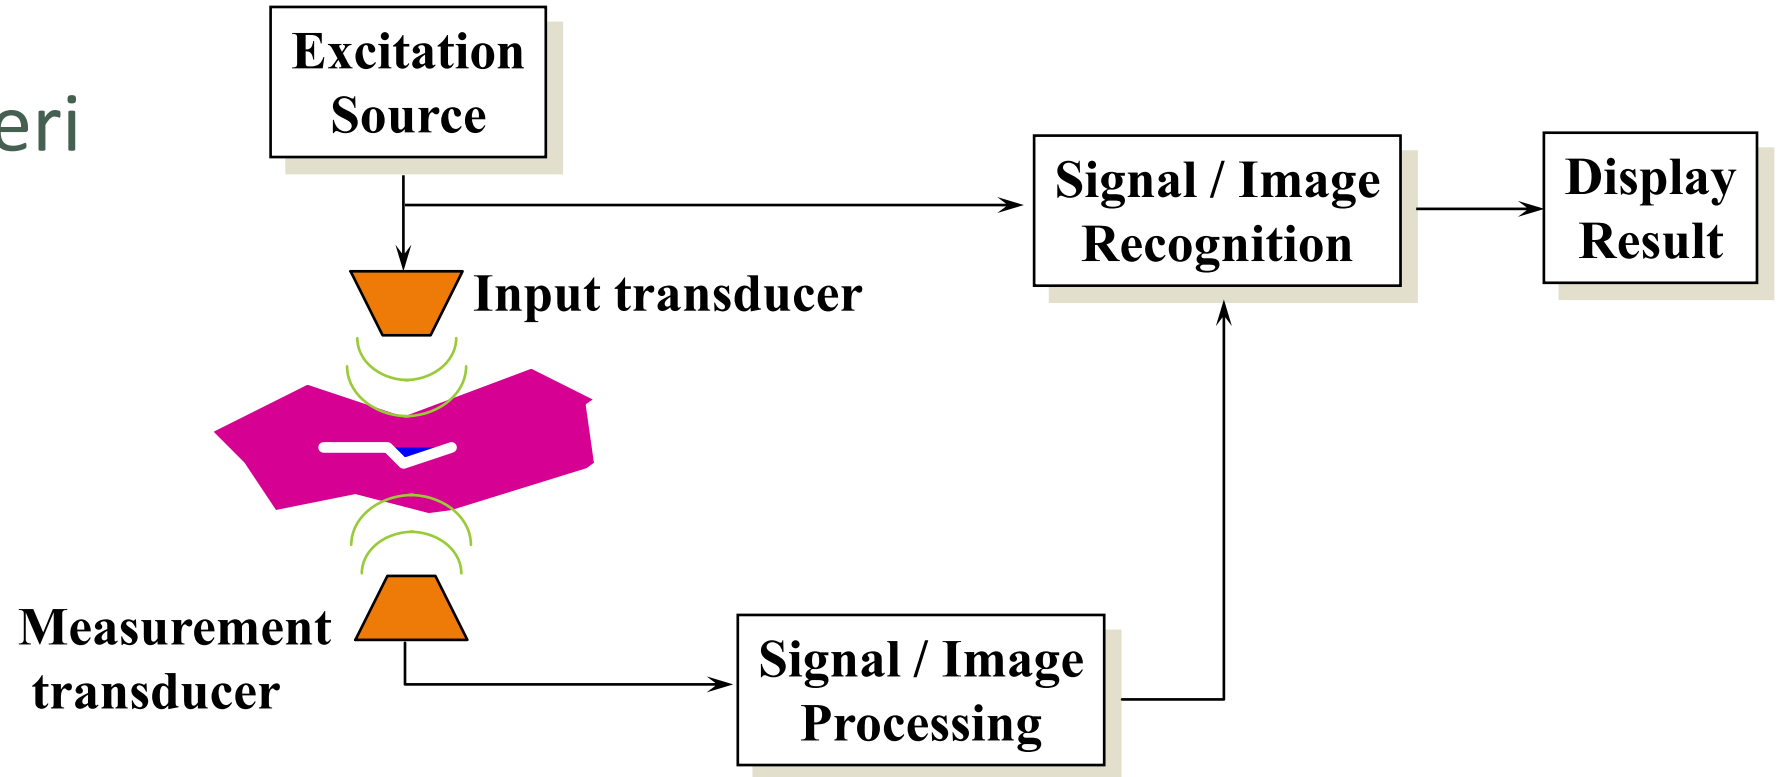 Excitation
Source
eri
Signal / Image
Recognition
Display
Result
Input transducer
Measurement
transducer
Signal / Image
Processing